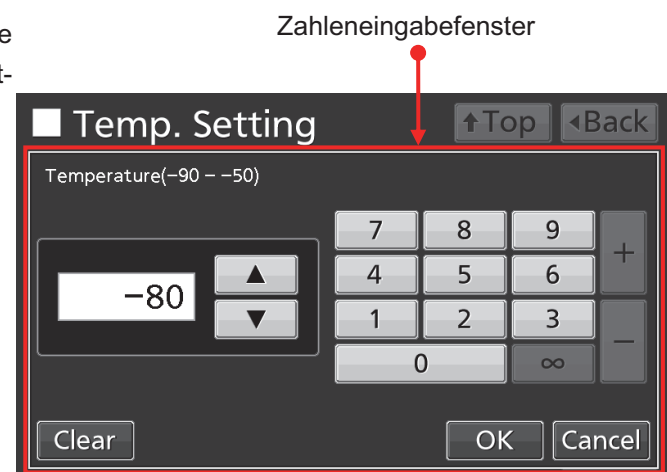 Zahleneingabefenster
e
t-
Temp. Setting
↑Top
◂Back
Temperature(−90 – −50)
7 8 9
+
−80
▲
4 5 6
▼
1 2 3
−
0 ∞
Clear
OK
Cancel